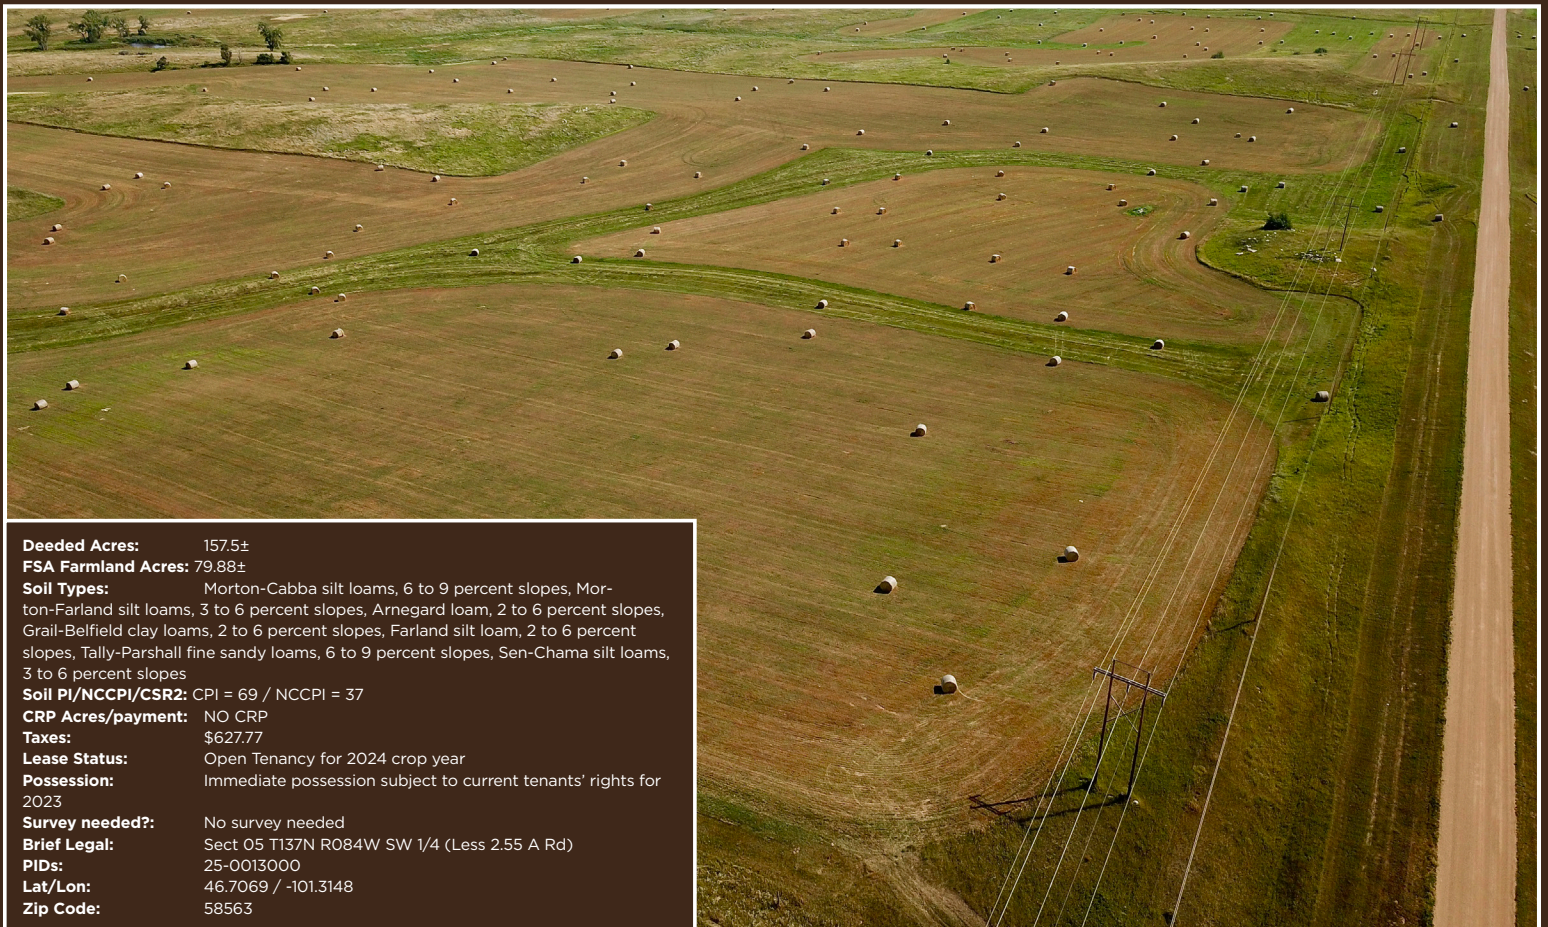 Deeded Acres: 157.5±
FSA Farmland Acres: 79.88±
Soil Types: Morton-Cabba silt loams, 6 to 9 percent slopes, Mor-
ton-Farland silt loams, 3 to 6 percent slopes, Arnegard loam, 2 to 6 percent slopes,
Grail-Belfield clay loams, 2 to 6 percent slopes, Farland silt loam, 2 to 6 percent
slopes, Tally-Parshall fine sandy loams, 6 to 9 percent slopes, Sen-Chama silt loams,
3 to 6 percent slopes
Soil PI/NCCPI/CSR2: CPI = 69 / NCCPI = 37
CRP Acres/payment: NO CRP
Taxes: $627.77
Lease Status: Open Tenancy for 2024 crop year
Possession: Immediate possession subject to current tenants’ rights for
2023
Survey needed?: No survey needed
Brief Legal: Sect 05 T137N R084W SW 1/4 (Less 2.55 A Rd)
PIDs: 25-0013000
Lat/Lon: 46.7069 / -101.3148
Zip Code: 58563